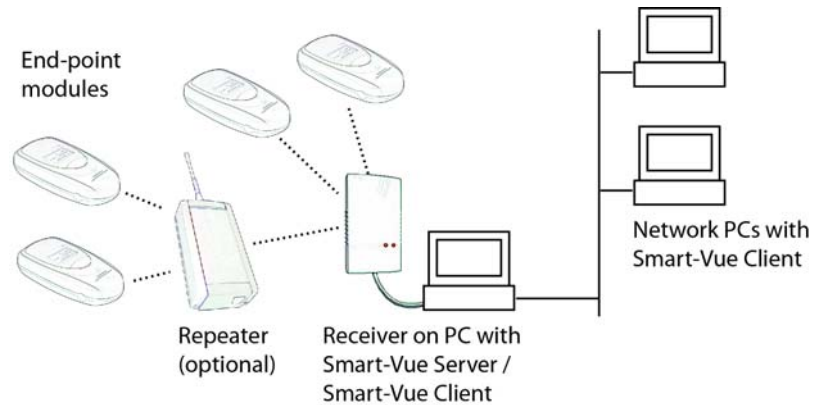 End-point
modules
Repeater
(optional)
Receiver on PC with
Smart-Vue Server /
Smart-Vue Client
Network PCs with
Smart-Vue Client